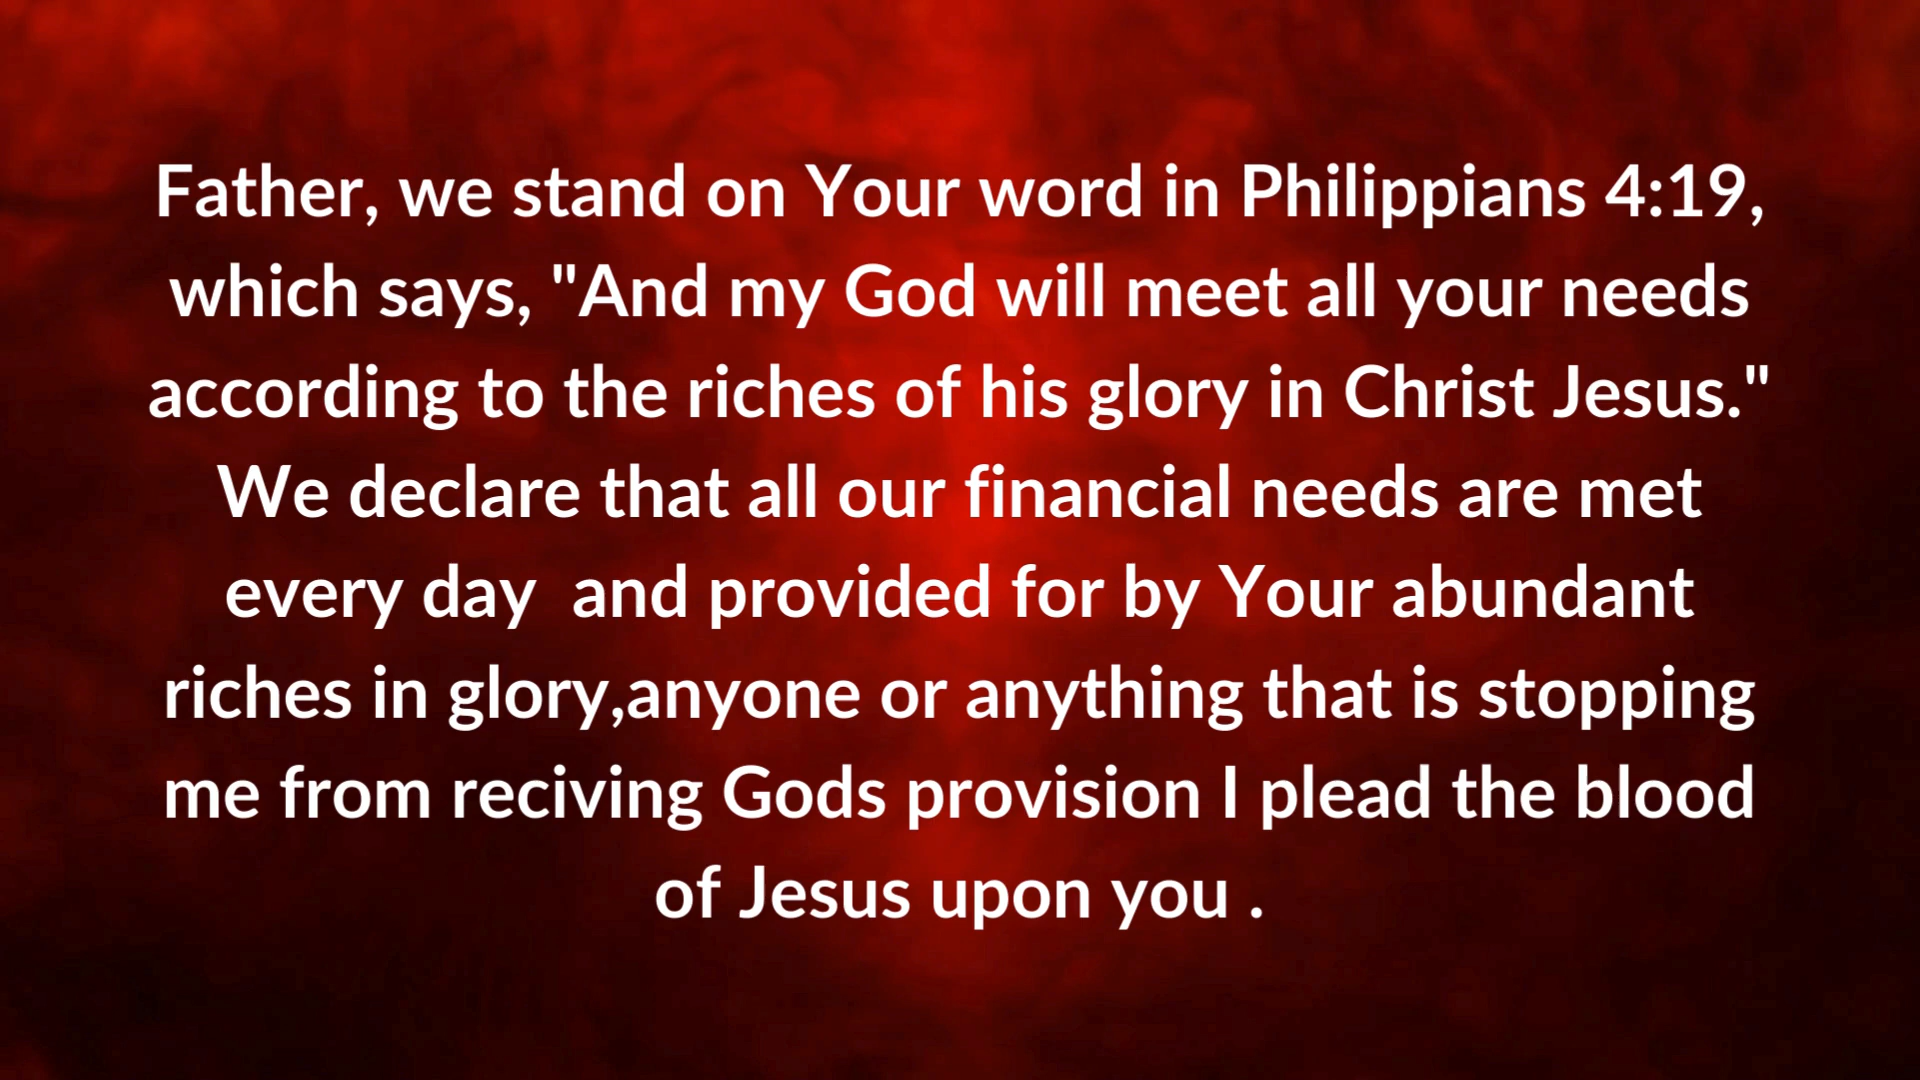 Father, we stand on Your word in Philippians 4:19,
which says, "And my God will meet all your needs
according to the riches of his glory in Christ Jesus."
We declare that all our financial needs are met
every day  and provided for by Your abundant
riches in glory,anyone or anything that is stopping
me from reciving Gods provision I plead the blood
of Jesus upon you .